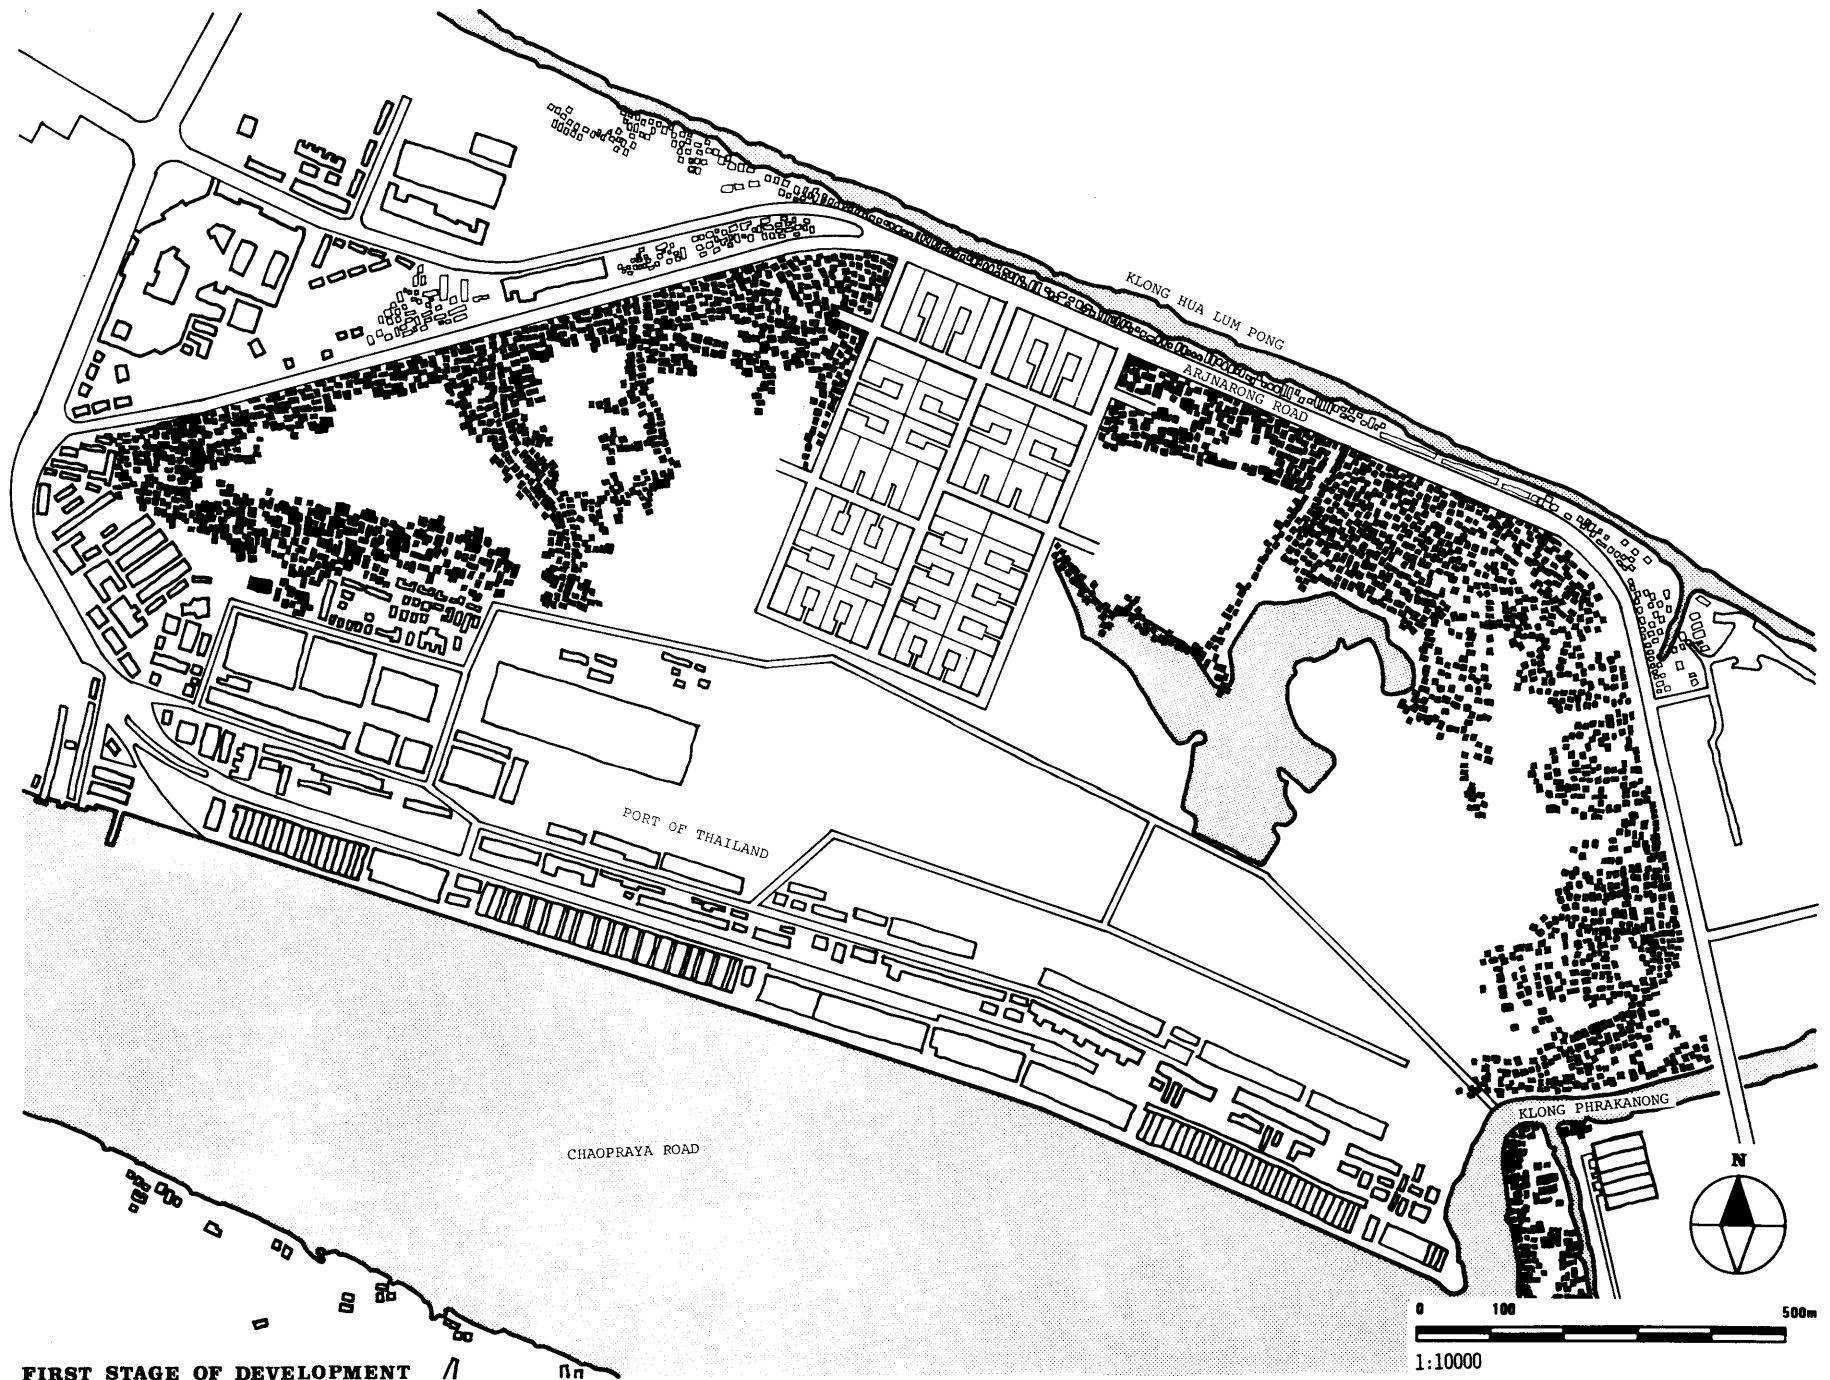 KLONG HUA LUM PONG
ARJNARONG ROAD
PORT OF THAILAND
KLONG PHRAKANONG
CHAOPRAYA ROAD
N
0 100 500m
1:10000
FIRST STAGE OF DEVELOPMENT